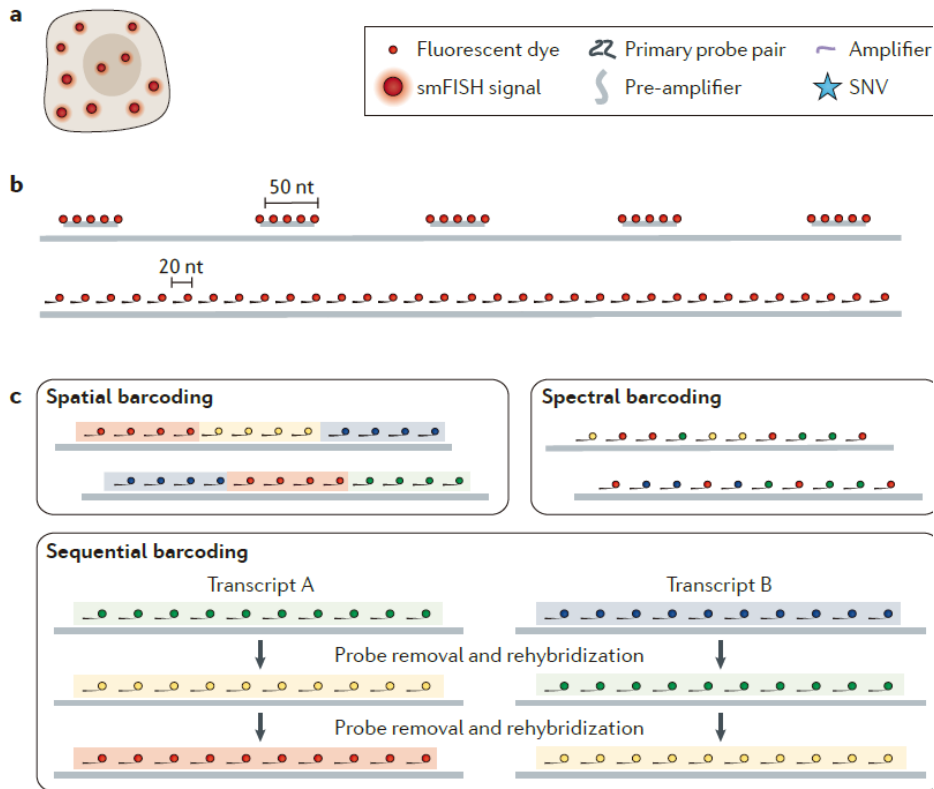 a
Fluorescent dye
Primary probe pair
Amplifier
smFISH signal
Pre-amplifier
SNV
b
50 nt
20 nt
c
Spatial barcoding
Spectral barcoding
Sequential barcoding
Transcript A
Transcript B
Probe removal and rehybridization
Probe removal and rehybridization